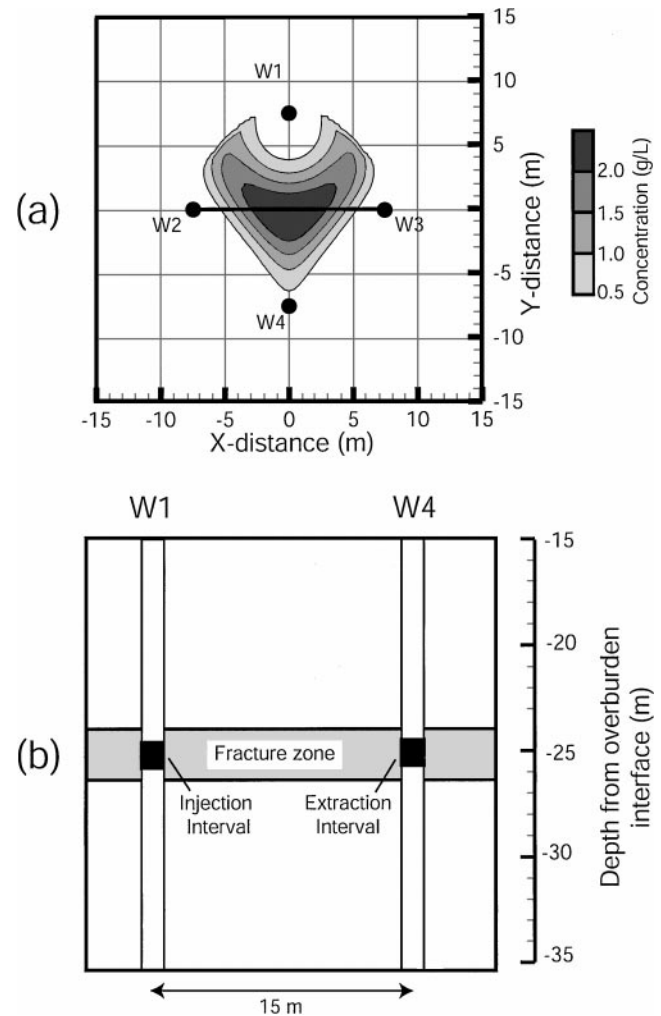 15
W1
10
5
2.0
(a)
W2
W3
0
1.5
1.0
-5
0.5
W4
-10
-15
Y-distance (m)
Concentration (g/L)
-15 -10 -5 0 5 10 15
X-distance (m)
W1 W4
-15
-20
(b)
Fracture zone
-25
Injection
Interval
Extraction
Interval
-30
-35
Depth from overburden
interface (m)
15 m